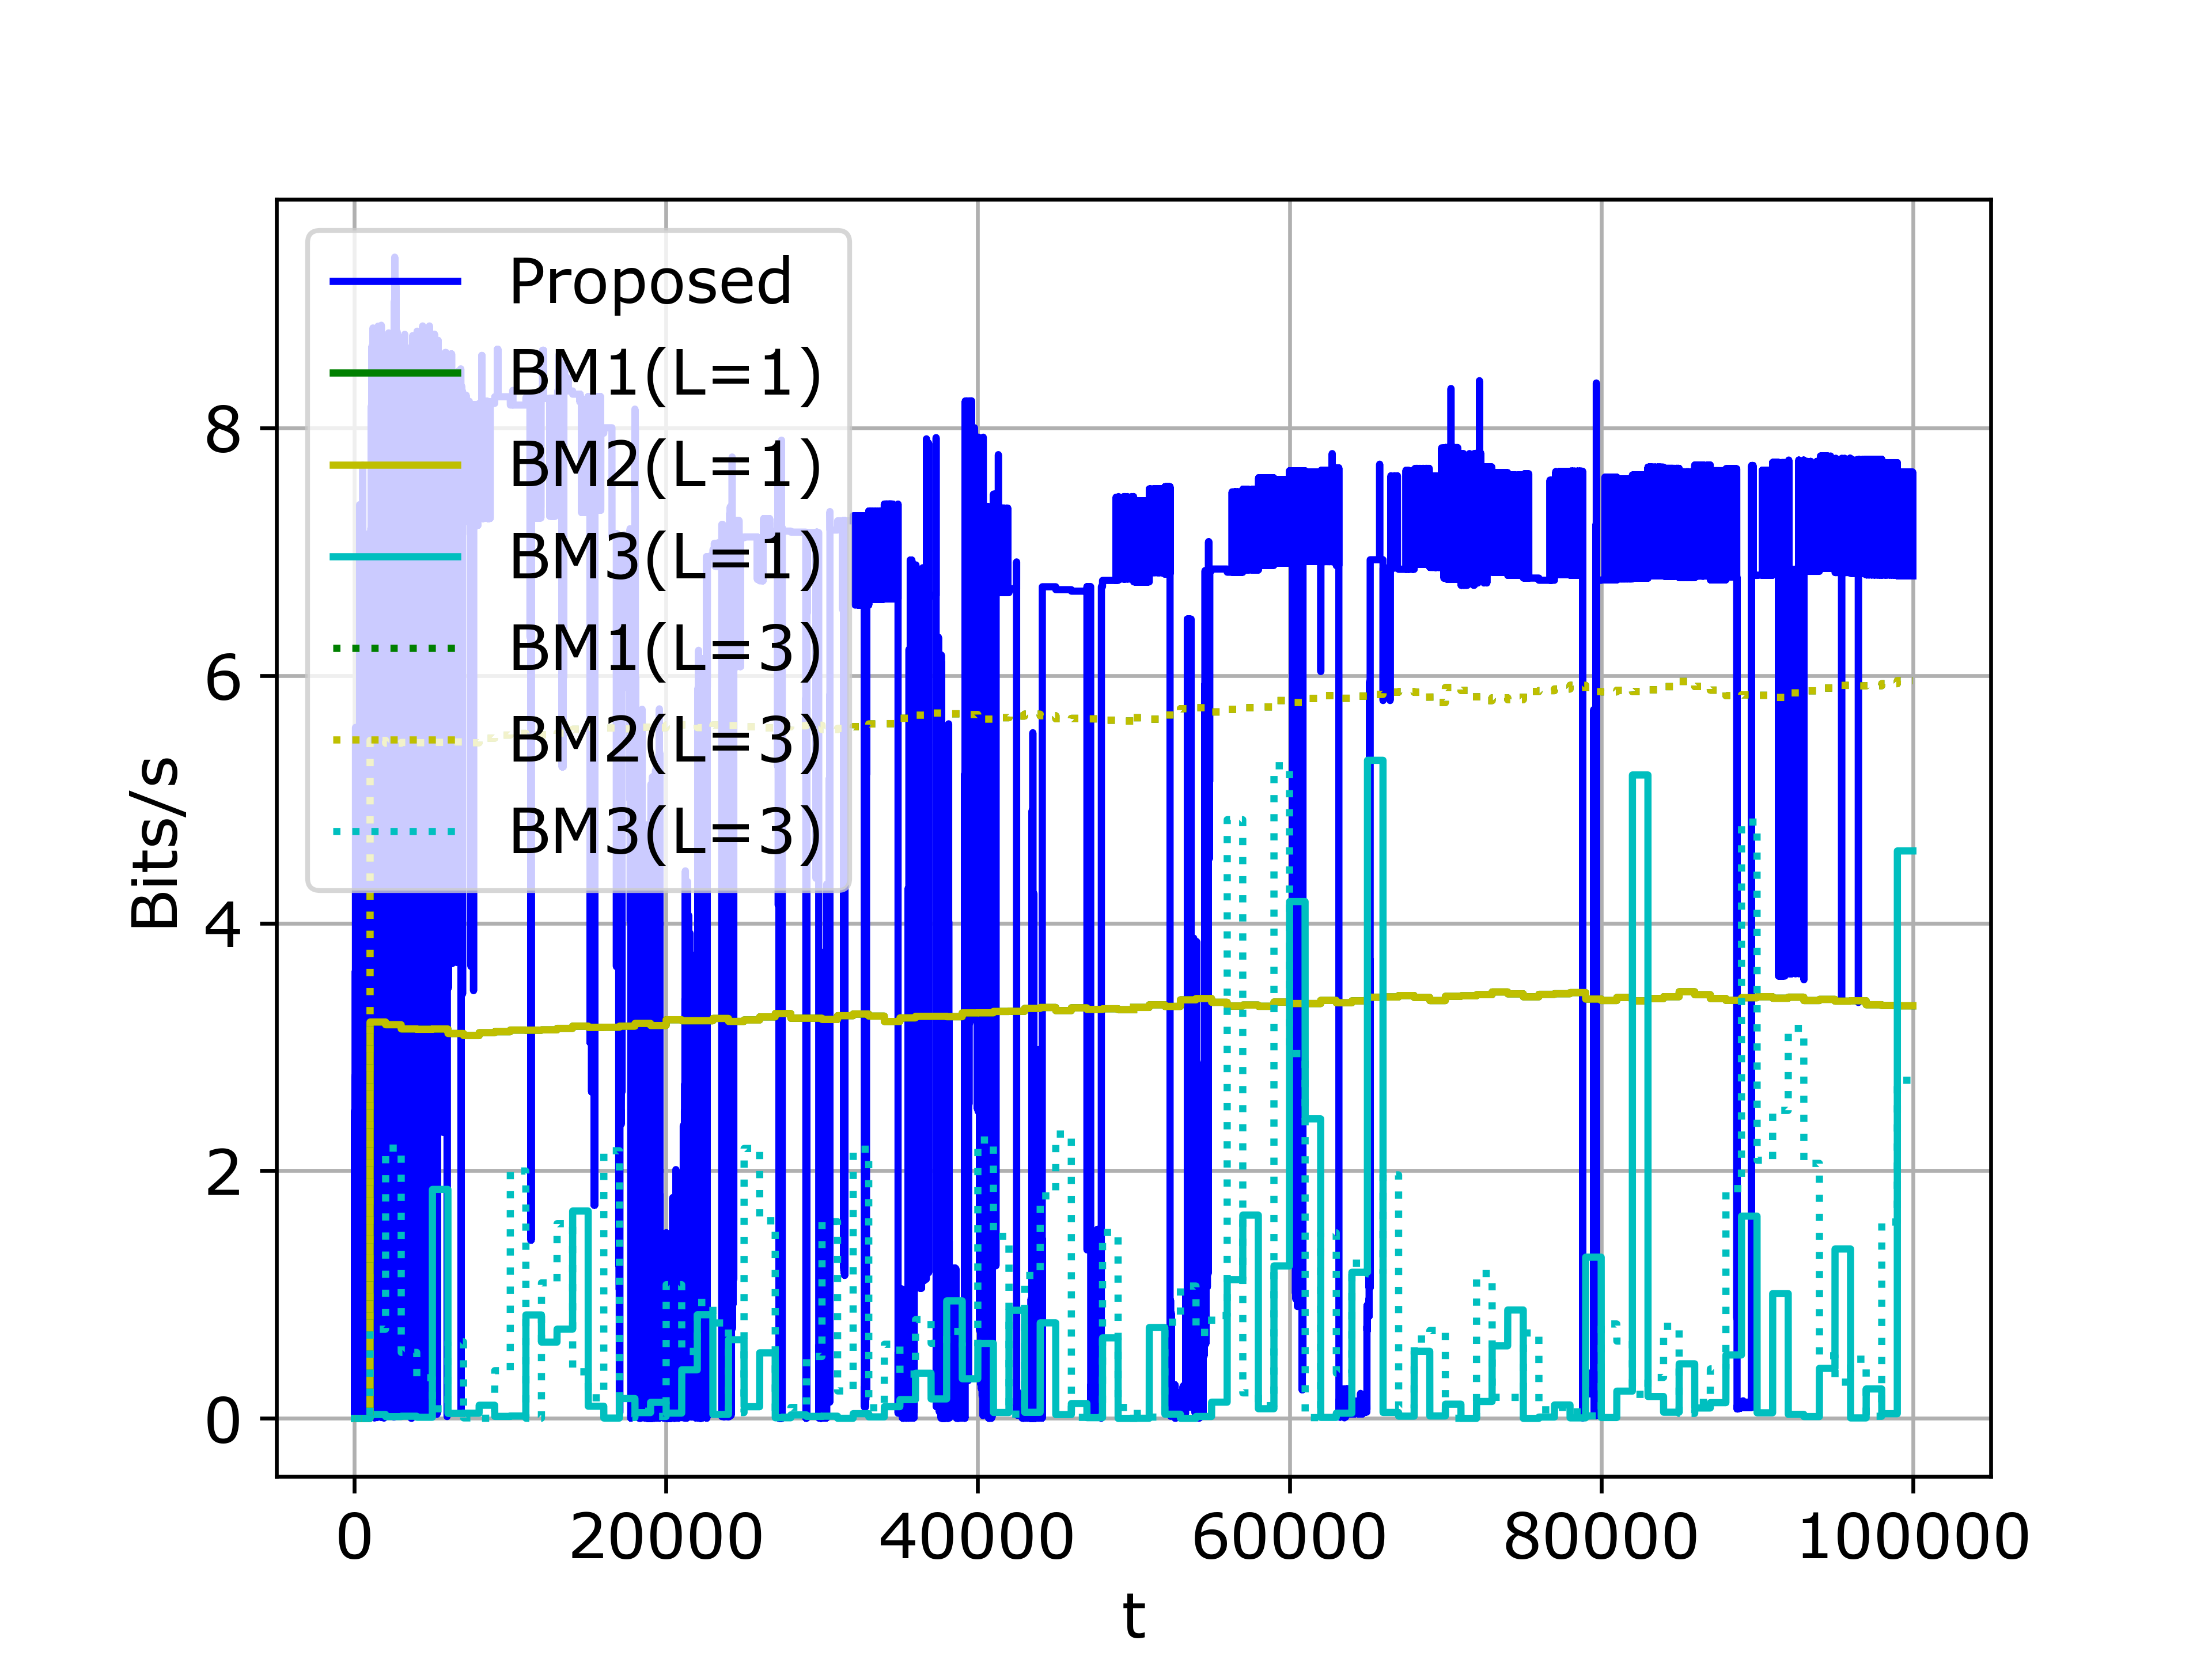 Proposed
BM1(L=1)
BM2(L=1)
BM3(L=1)
BM1(L=3)
BM2(L=3)
BM3(L=3)
8
6
4
2
0
Bits/s
0 20000 40000 60000 80000 100000
t